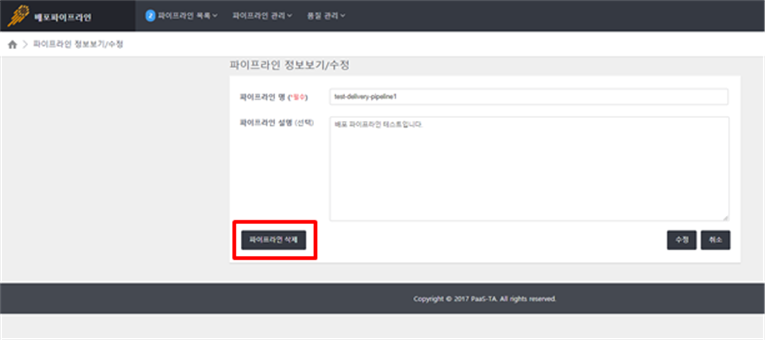 배포파이프라인
2 파이프라인 목록 파이프라인 관리 품질 관리
파이프라인 정보보기/수정
파이프라인 정보보기/수정
파이프라인 명 (*필수)
test-delivery-pipeline1
파이프라인 설명 (선택)
배포 파이프라인 테스트입니다.
파이프라인 삭제
수정 취소
Copyright © 2017 PaaS-TA. All rights reserved.